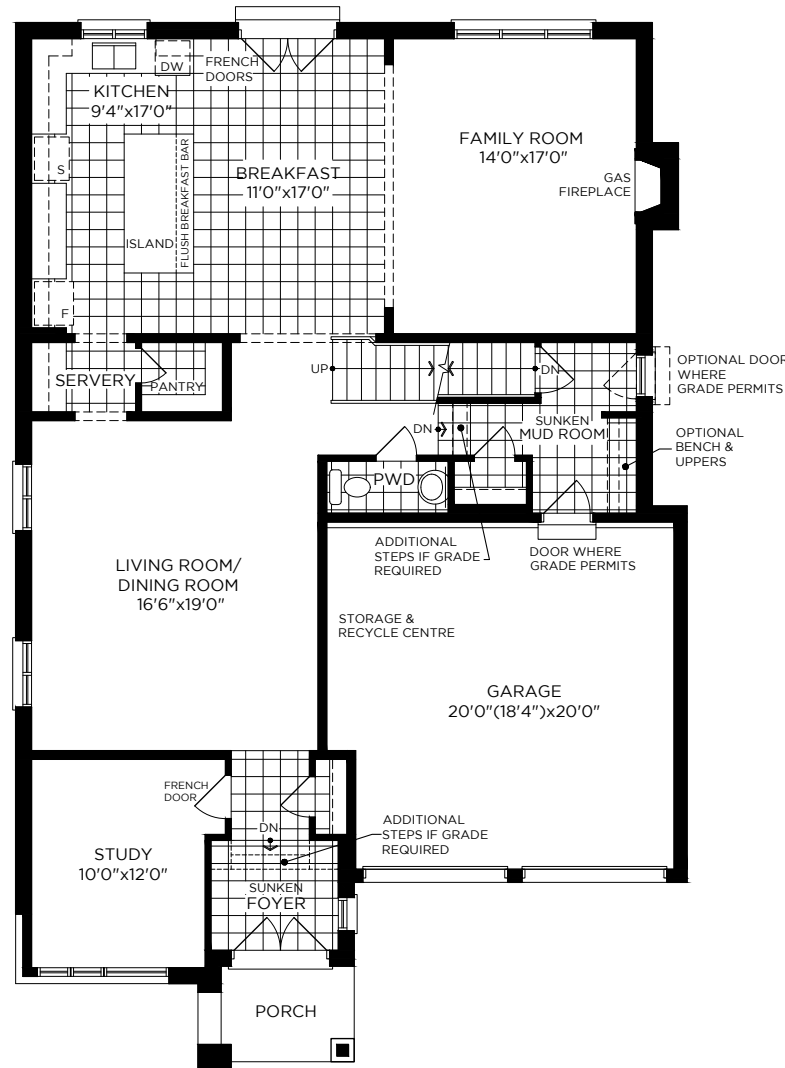 DW
FRENCH
DOORS
KITCHEN
9'4"x17'0"
FAMILY ROOM
14'0"x17'0"
S
FLUSH BREAKFAST BAR
BREAKFAST
11'0"x17'0"
GAS
FIREPLACE
ISLAND
F
SERVERY
PANTRY
UP
DN
OPTIONAL DOOR
WHERE
GRADE PERMITS
DN
SUNKEN
MUD ROOM
OPTIONAL
BENCH &
UPPERS
PWD
ADDITIONAL
STEPS IF GRADE
REQUIRED
DOOR WHERE
GRADE PERMITS
LIVING ROOM/
DINING ROOM
16'6"x19'0"
STORAGE &
RECYCLE CENTRE
GARAGE
20'0"(18'4")x20'0"
FRENCH
DOOR
DN
ADDITIONAL
STEPS IF GRADE
REQUIRED
STUDY
10'0"x12'0"
SUNKEN
FOYER
PORCH